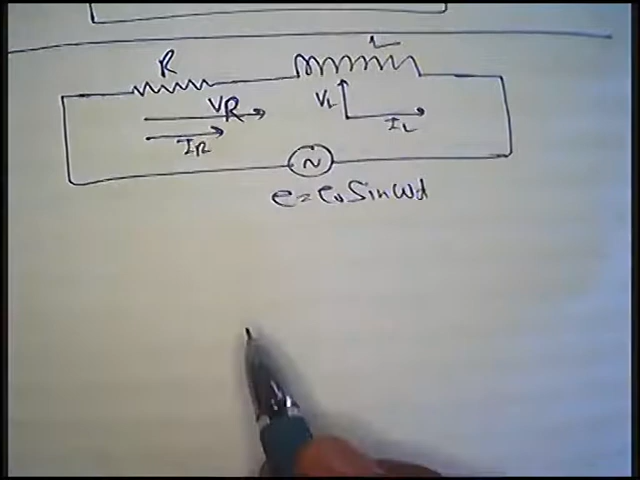 R
L
VR
VL
IR
IL
~
e = e₀ Sin ωt